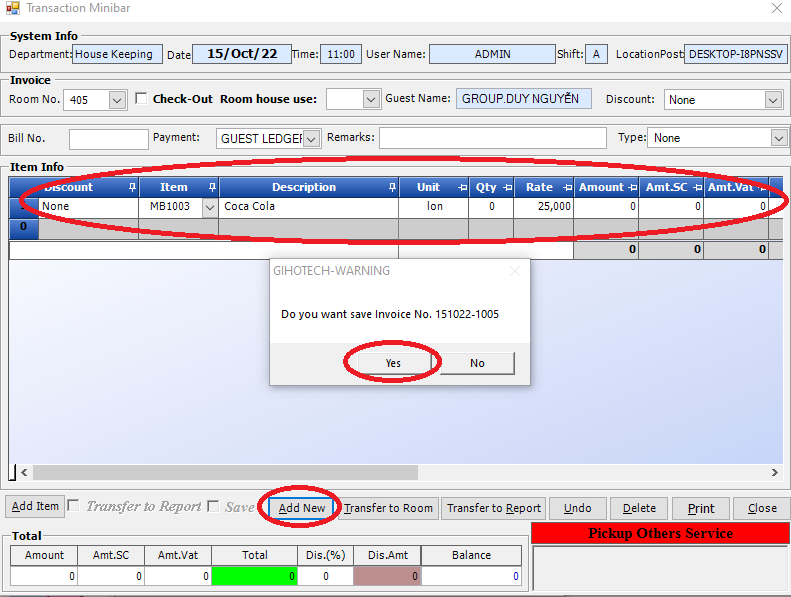 Transaction Minibar
System Info
Department: House Keeping Date 15/Oct/22 Time: 11:00 User Name: ADMIN Shift: A LocationPost: DESKTOP-I8PNSSV
Invoice
Room No. 405 Check-Out Room house use: Guest Name: GROUP.DUY NGUYỄN Discount: None
Bill No. Payment: GUEST LEDGER Remarks: Type: None
Item Info
Discount Item Description Unit Qty Rate Amount Amt.SC Amt.Vat
None MB1003 Coca Cola lon 0 25,000 0 0 0
0
0 0 0
GIHOTECH-WARNING
Do you want save Invoice No. 151022-1005
Yes No
Add Item Transfer to Report Save Add New Transfer to Room Transfer to Report Undo Delete Print Close
Total
Pickup Others Service
Amount Amt.SC Amt.Vat Total Dis.(%) Dis.Amt Balance
0 0 0 0 0 0 0